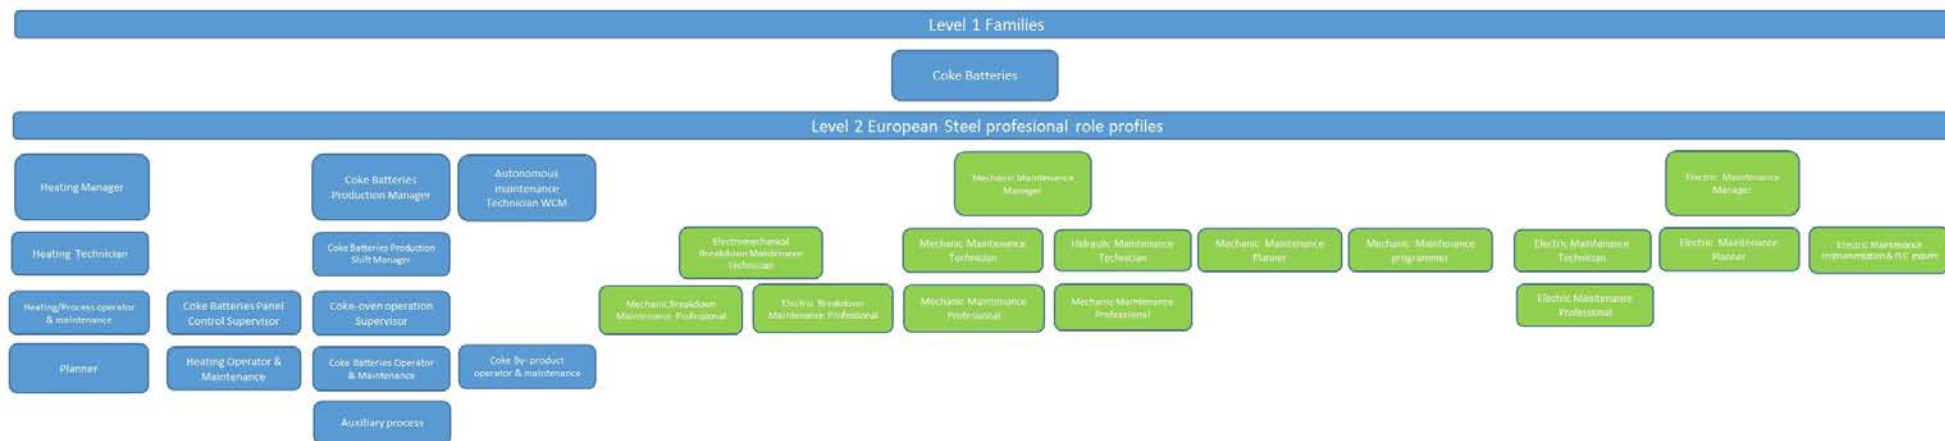 Level 1 Families
Coke Batteries
Level 2 European Steel profesional role profiles
Heating Manager
Coke Batteries
Production Manager
Autonomous
maintenance
Technician WCM
Mechanic Maintenance
Manager
Electric Maintenance
Manager
Heating Technician
Coke Batteries Production
Shift Manager
Electromechanical
Breakdown Maintenance
Technician
Mechanic Maintenance
Technician
Hidraulic Maintenance
Technician
Mechanic Maintenance
Planner
Mechanic Maintenance
programmer
Electric Maintenance
Technician
Electric Maintenance
Planner
Electric Maintenance
Instrumentation & PLC expert
Heating/Process operator
& maintenance
Coke Batteries Panel
Control Supervisor
Coke-oven operation
Supervisor
Mechanic Breakdown
Maintenance Professional
Electric Breakdown
Maintenance Professional
Mechanic Maintenance
Professional
Mechanic Maintenance
Professional
Electric Maintenance
Professional
Planner
Heating Operator &
Maintenance
Coke Batteries Operator
& Maintenance
Coke By- product
operator & maintenance
Auxiliary process